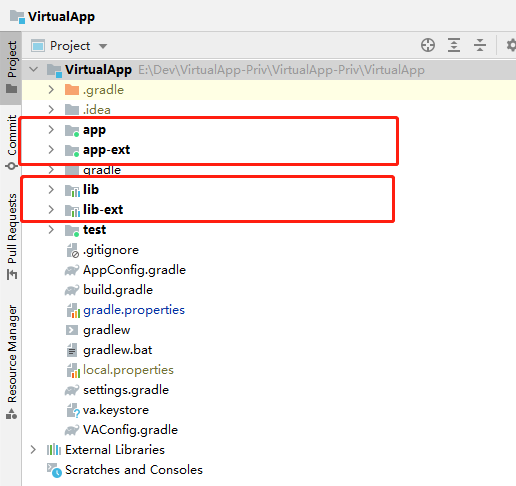 VirtualApp
Project
VirtualApp E:\Dev\VirtualApp-Priv\VirtualApp-Priv\VirtualApp
.gradle
.idea
app
app-ext
gradle
lib
lib-ext
test
.gitignore
AppConfig.gradle
build.gradle
gradle.properties
gradlew
gradlew.bat
local.properties
settings.gradle
va.keystore
VAConfig.gradle
External Libraries
Scratches and Consoles
Project
Commit
Pull Requests
Resource Manager